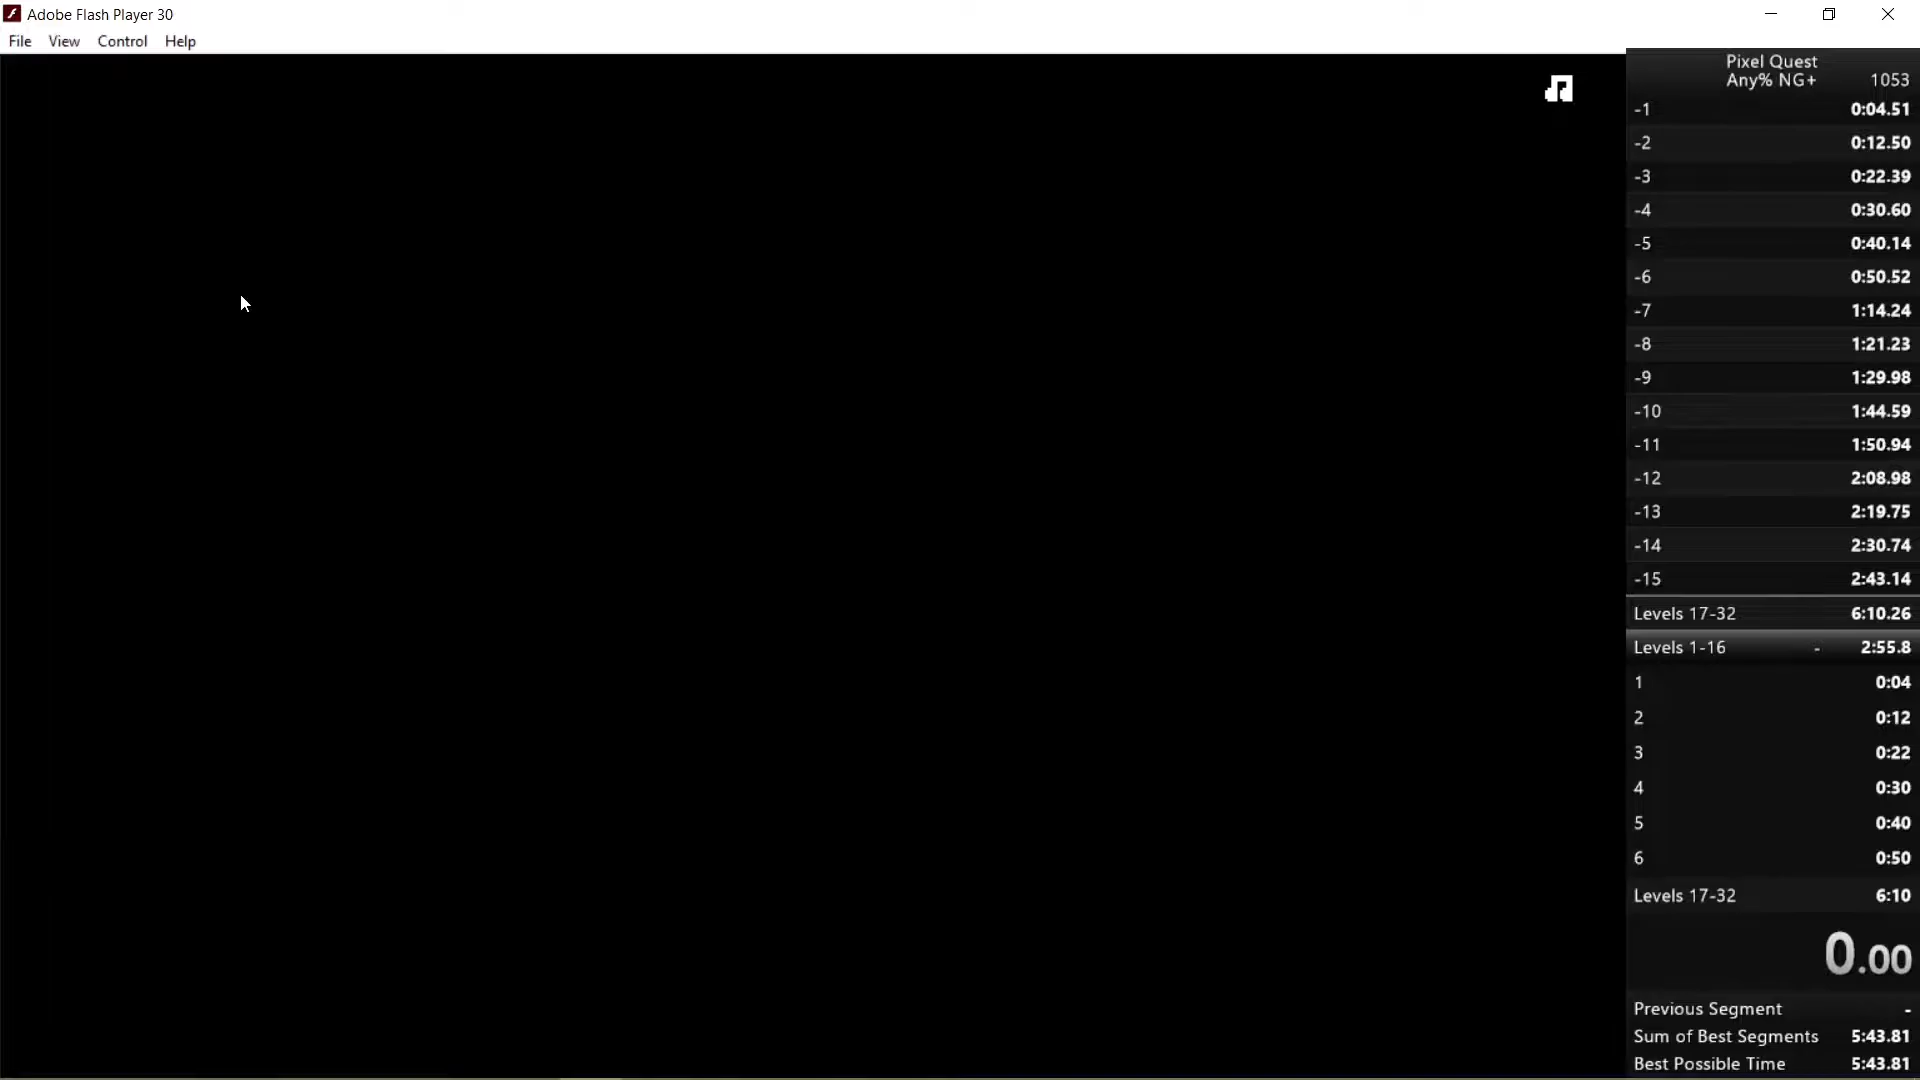 Adobe Flash Player 30
File View Control Help
Pixel Quest
Any% NG+ 1053
-1 0:04.51
-2 0:12.50
-3 0:22.39
-4 0:30.60
-5 0:40.14
-6 0:50.52
-7 1:14.24
-8 1:21.23
-9 1:29.98
-10 1:44.59
-11 1:50.94
-12 2:08.98
-13 2:19.75
-14 2:30.74
-15 2:43.14
Levels 17-32 6:10.26
Levels 1-16 - 2:55.8
1 0:04
2 0:12
3 0:22
4 0:30
5 0:40
6 0:50
Levels 17-32 6:10
0.00
Previous Segment -
Sum of Best Segments 5:43.81
Best Possible Time 5:43.81